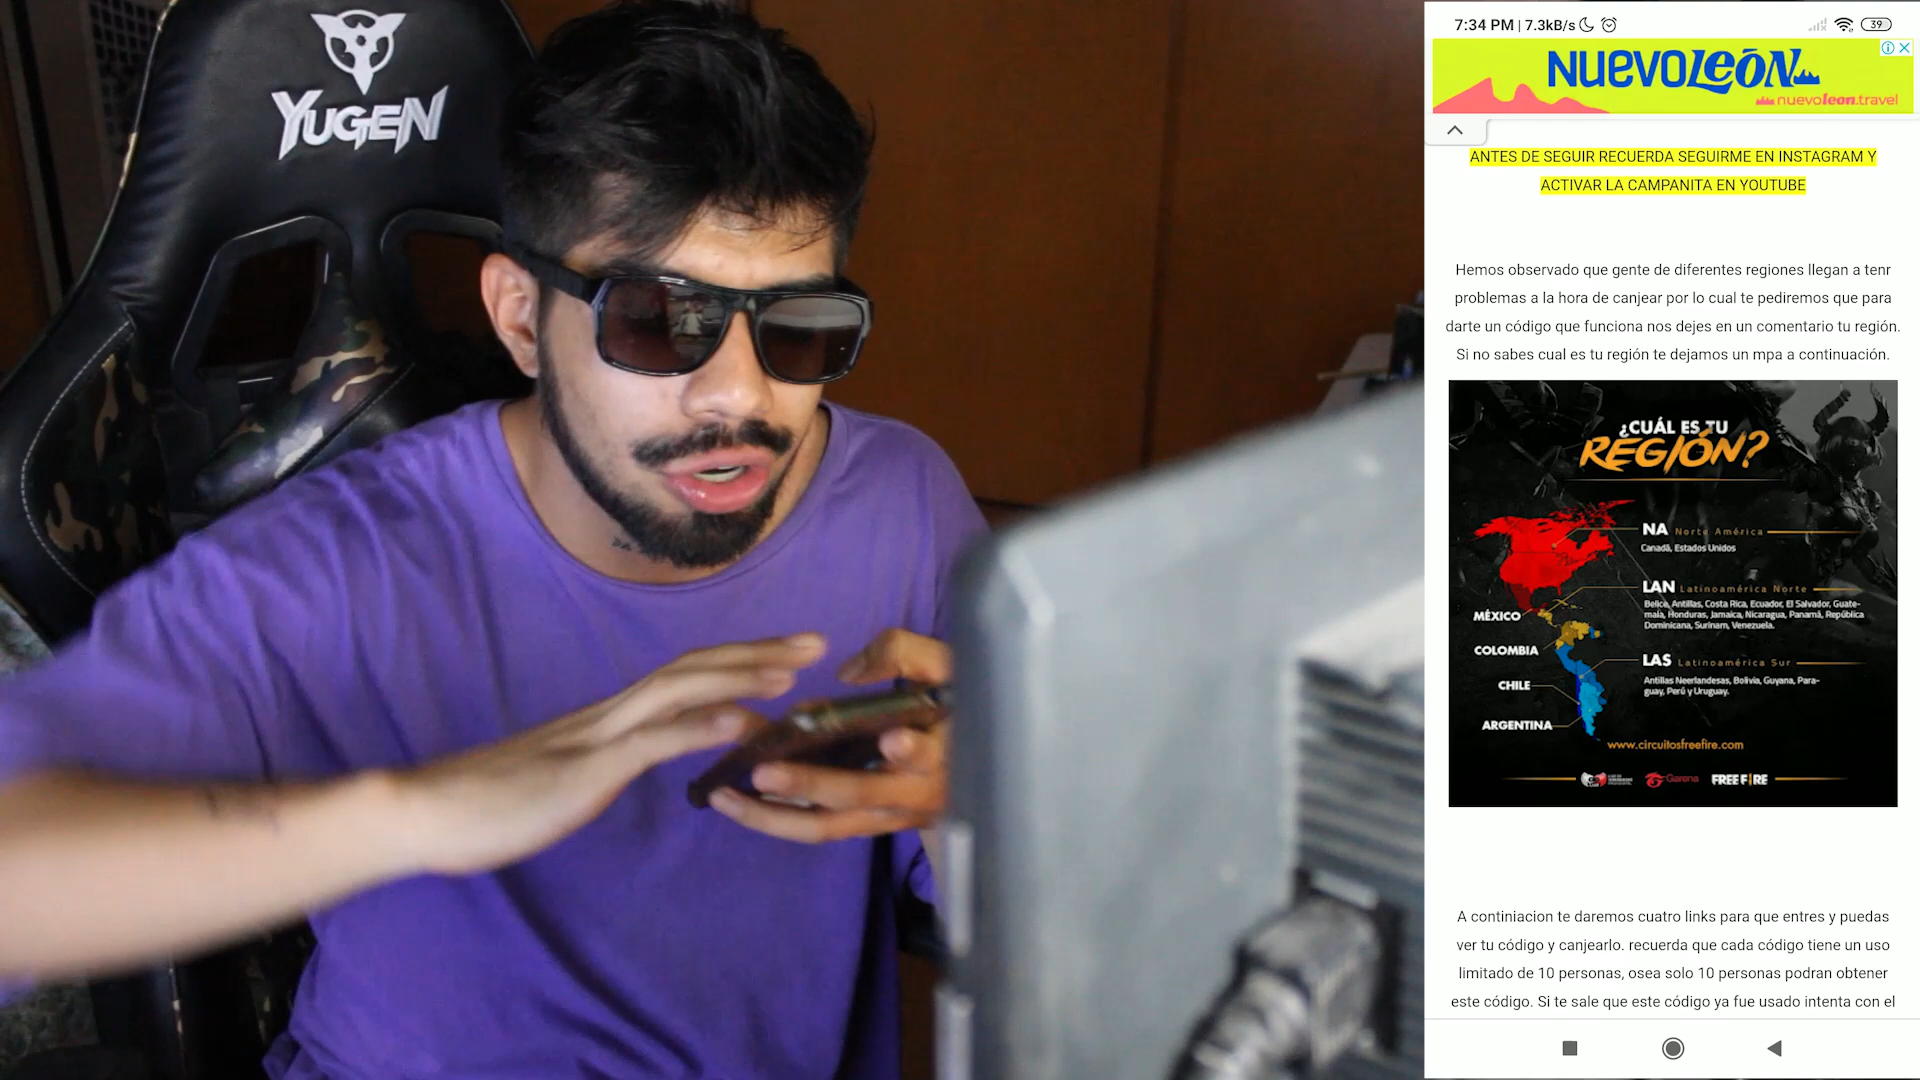 YUGEN
7:34 PM | 7.3kB/s
39
NUEVO LEÓN
nuevoleon.travel
ANTES DE SEGUIR RECUERDA SEGUIRME EN INSTAGRAM Y
ACTIVAR LA CAMPANITA EN YOUTUBE
Hemos observado que gente de diferentes regiones llegan a tenr
problemas a la hora de canjear por lo cual te pediremos que para
darte un código que funciona nos dejes en un comentario tu región.
Si no sabes cual es tu región te dejamos un mpa a continuación.
¿CUÁL ES TU
REGIÓN?
NA Norte América
Canadá, Estados Unidos
LAN Latinoamérica Norte
Belice, Antillas, Costa Rica, Ecuador, El Salvador, Guate-
mala, Honduras, Jamaica, Nicaragua, Panamá, República
Dominicana, Surinam, Venezuela.
MÉXICO
COLOMBIA
LAS Latinoamérica Sur
Antillas Neerlandesas, Bolivia, Guyana, Para-
guay, Perú y Uruguay.
CHILE
ARGENTINA
www.circuitosfreefire.com
Garena
FREE FIRE
A continiacion te daremos cuatro links para que entres y puedas
ver tu código y canjearlo. recuerda que cada código tiene un uso
limitado de 10 personas, osea solo 10 personas podran obtener
este código. Si te sale que este código ya fue usado intenta con el